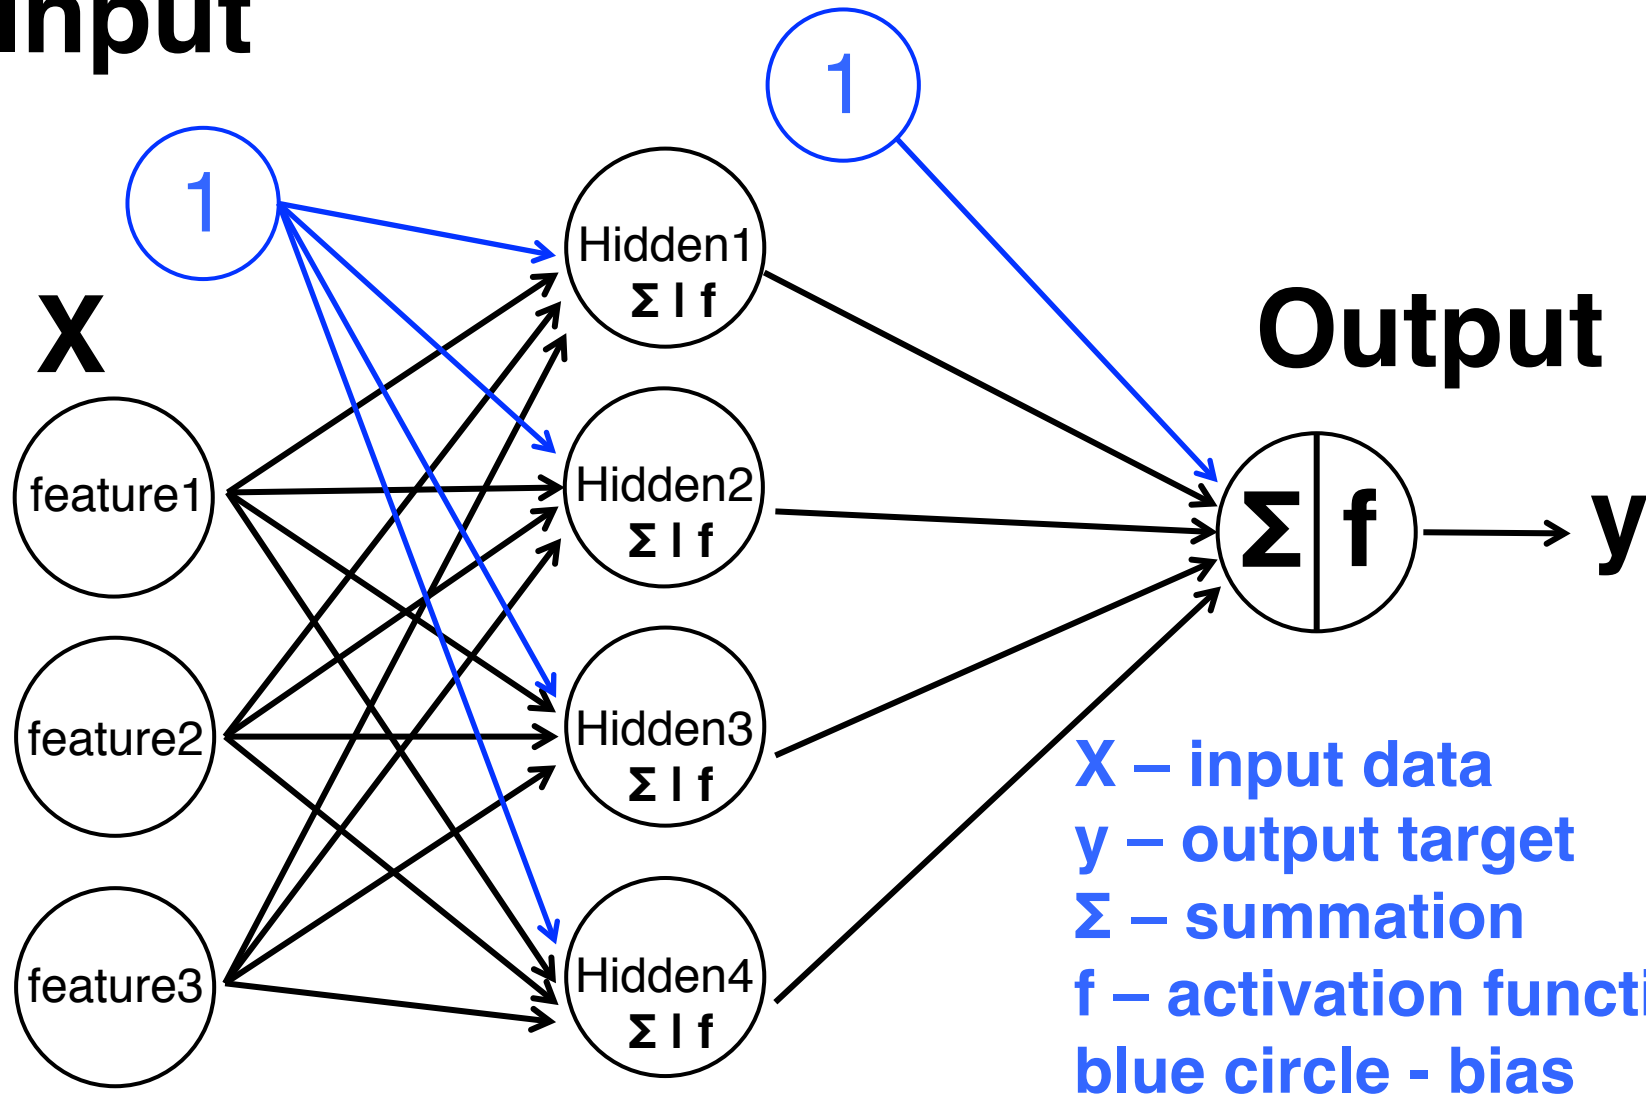 Input
1
1
X
Hidden1
Σ | f
Output
feature1
Hidden2
Σ | f
Σ f
y
feature2
Hidden3
Σ | f
feature3
Hidden4
Σ | f
X – input data
y – output target
Σ – summation
f – activation functi
blue circle - bias